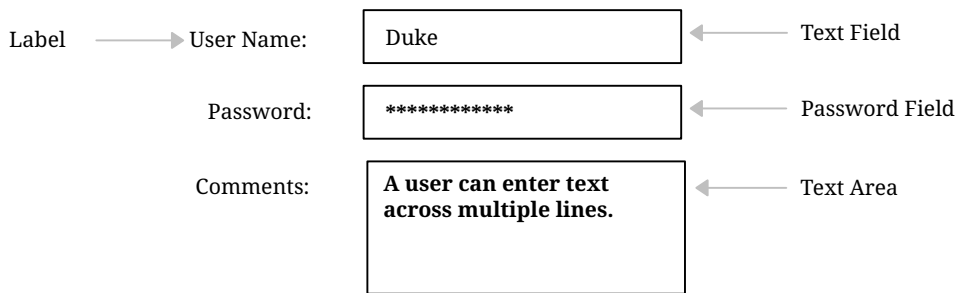 Label User Name: Duke Text Field
Password: ************ Password Field
Comments: A user can enter text Text Area
across multiple lines.